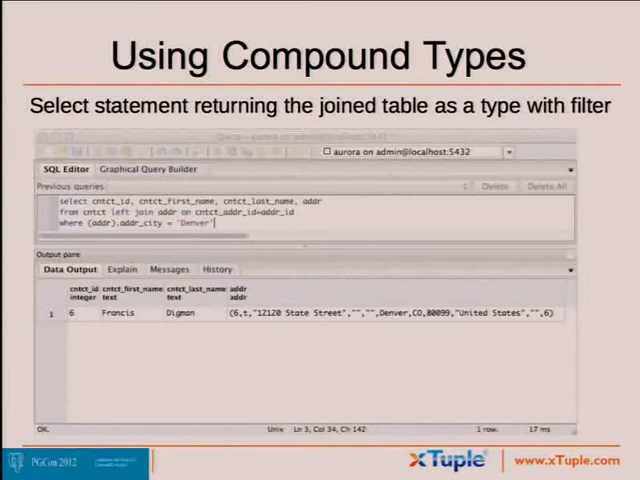 Using Compound Types
Select statement returning the joined table as a type with filter
aurora on admin@localhost:5432
SQL Editor Graphical Query Builder
Previous queries Delete Delete All
select cntct_id, cntct_first_name, cntct_last_name, addr
from cntct left join addr on cntct_addr_id=addr_id
where (addr).addr_city = 'Denver'
Output pane
Data Output Explain Messages History
cntct_id cntct_first_name cntct_last_name addr
integer text text addr
1 6 Francis Digman (6,t,"12120 State Street","","",Denver,CO,80099,"United States","",6)
OK. Unix Ln 3, Col 34, Ch 142 1 row. 17 ms
PGCon 2012 xTuple www.xTuple.com